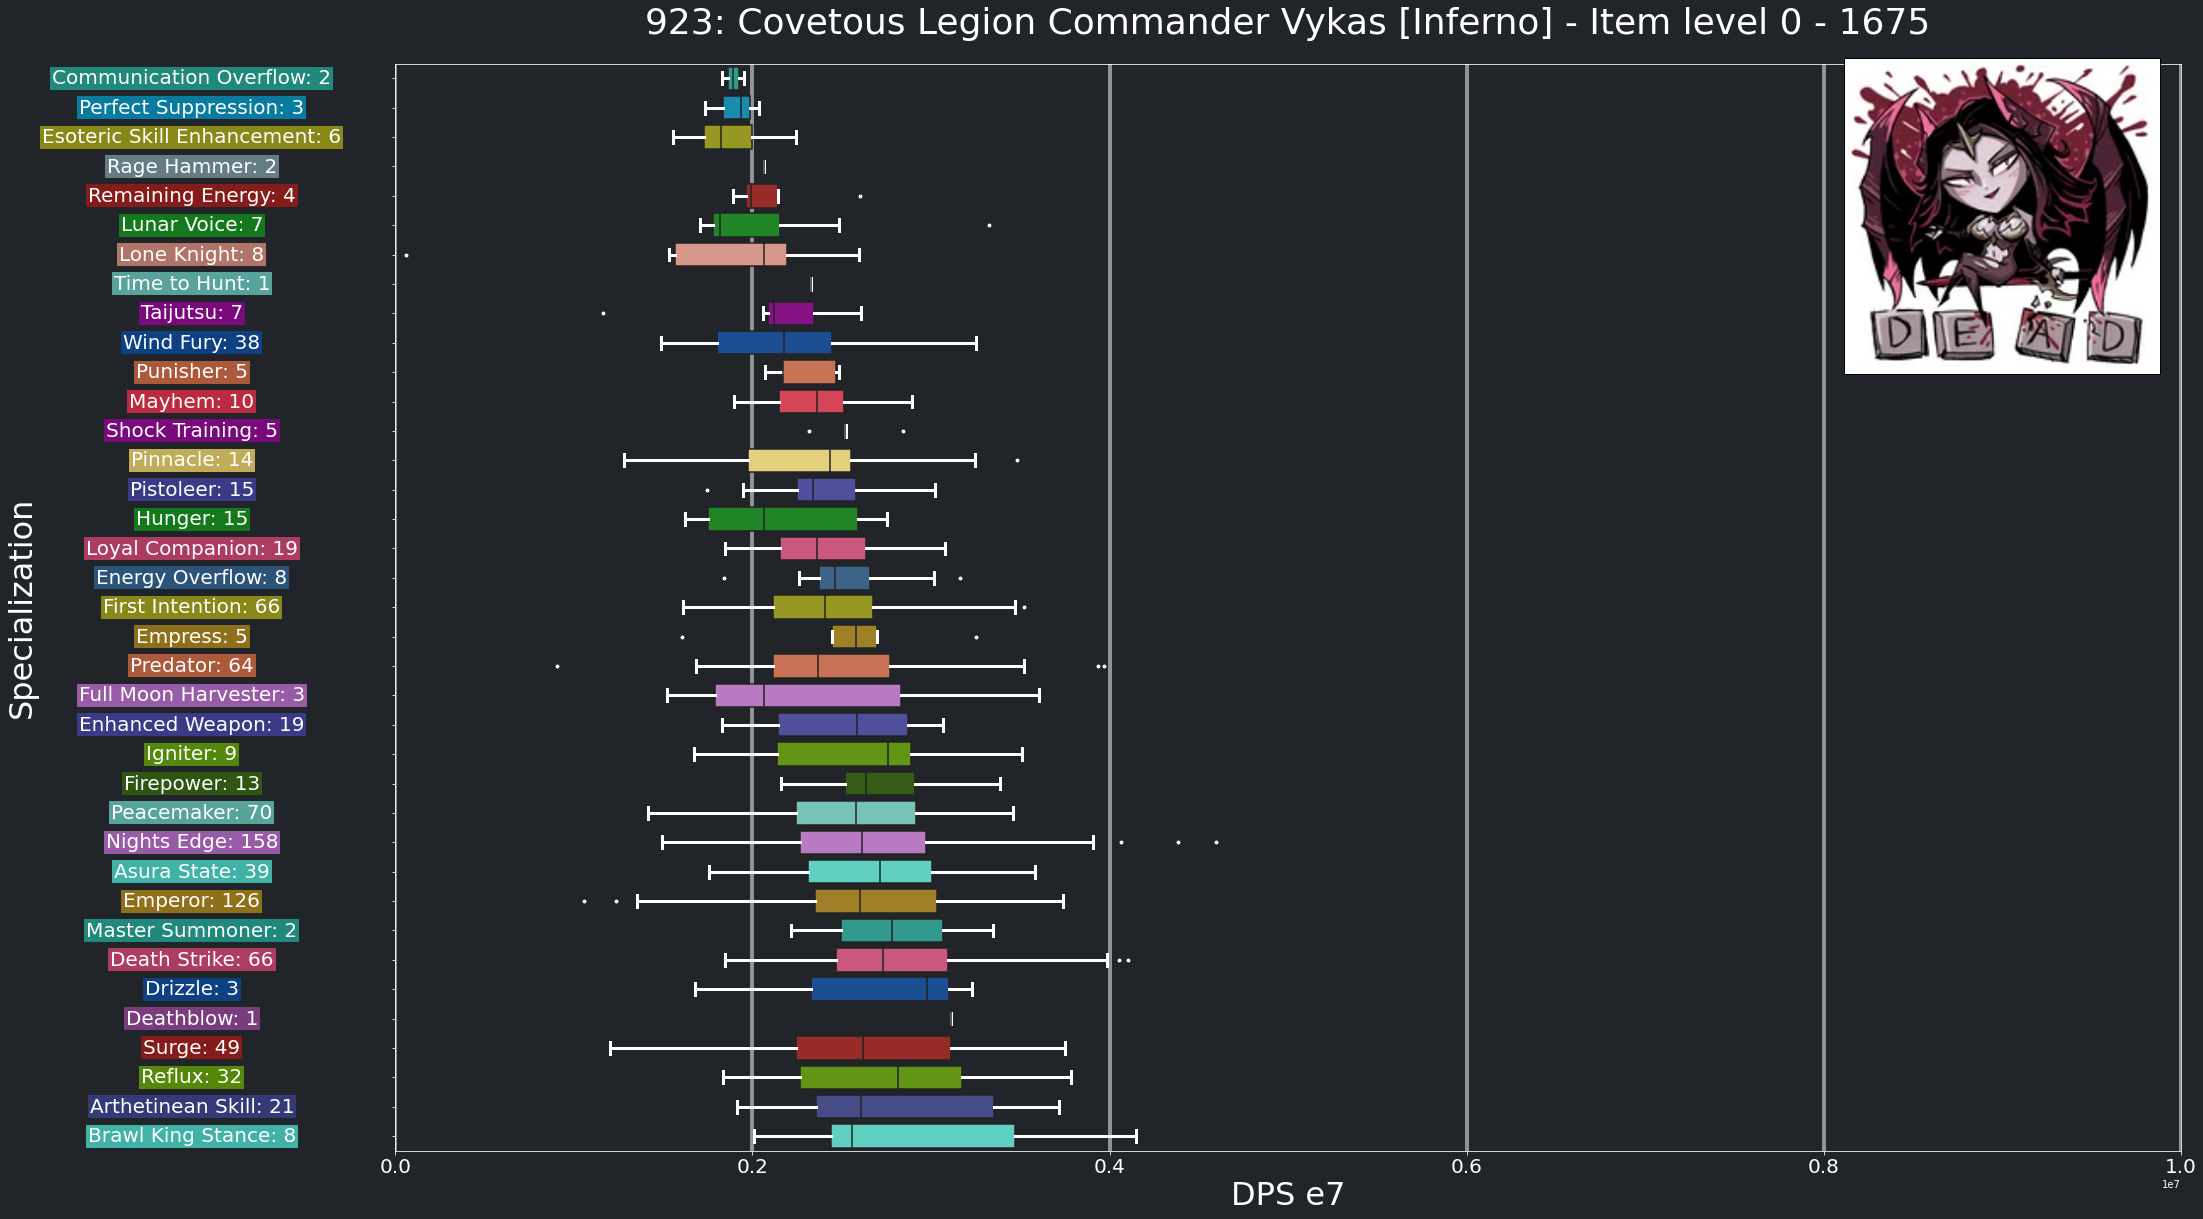 923: Covetous Legion Commander Vykas [Inferno] - Item level 0 - 1675
Communication Overflow: 2
Perfect Suppression: 3
Esoteric Skill Enhancement: 6
Rage Hammer: 2
Remaining Energy: 4
Lunar Voice: 7
Lone Knight: 8
Time to Hunt: 1
Taijutsu: 7
Wind Fury: 38
Punisher: 5
Mayhem: 10
Shock Training: 5
Pinnacle: 14
Pistoleer: 15
Hunger: 15
Loyal Companion: 19
Energy Overflow: 8
First Intention: 66
Empress: 5
Predator: 64
Full Moon Harvester: 3
Enhanced Weapon: 19
Igniter: 9
Firepower: 13
Peacemaker: 70
Nights Edge: 158
Asura State: 39
Emperor: 126
Master Summoner: 2
Death Strike: 66
Drizzle: 3
Deathblow: 1
Surge: 49
Reflux: 32
Arthetinean Skill: 21
Brawl King Stance: 8
Specialization
0.0 0.2 0.4 0.6 0.8 1.0
1e7
DPS e7
D E A D